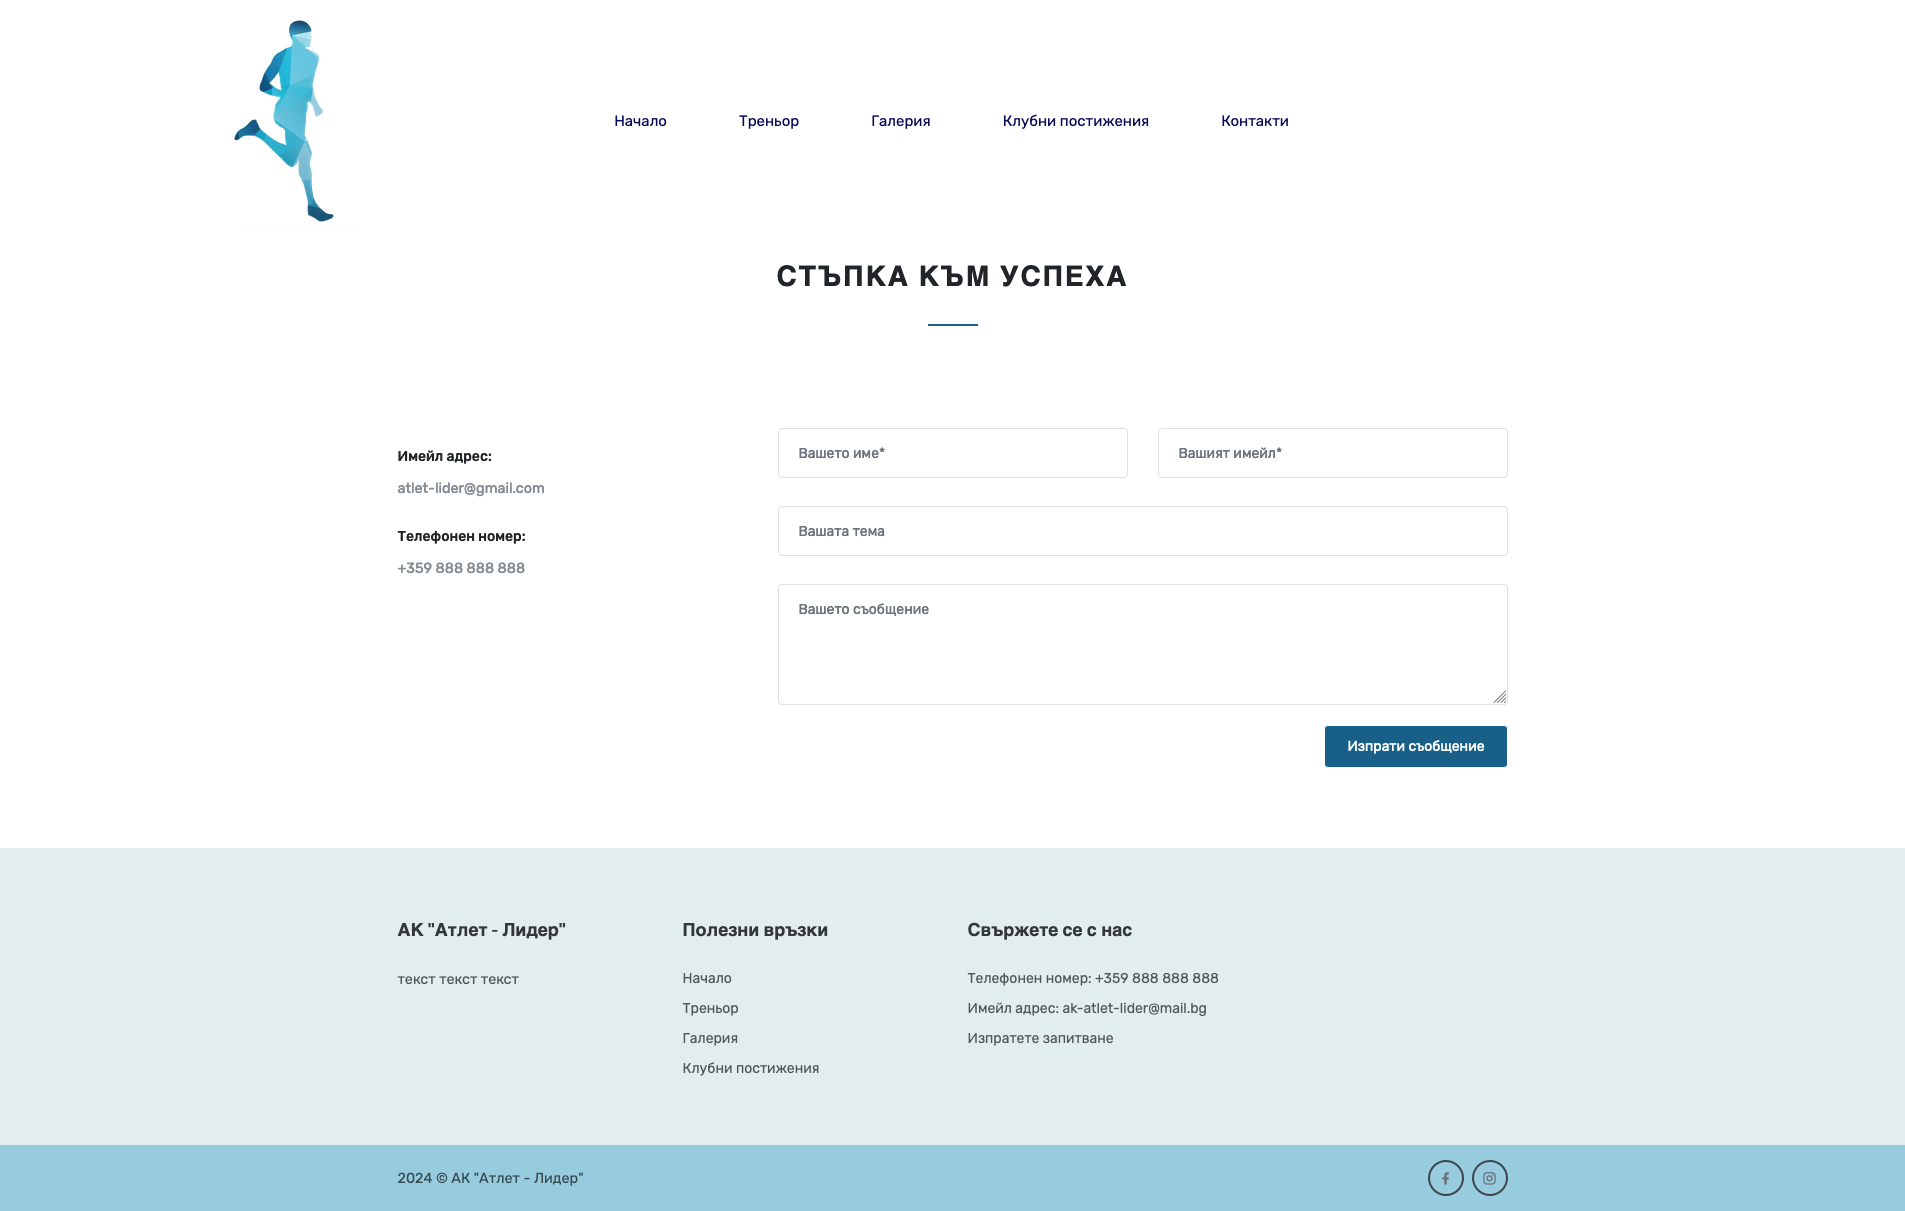 Начало Треньор Галерия Клубни постижения Контакти
СТЪПКА КЪМ УСПЕХА
Имейл адрес:
atlet-lider@gmail.com
Телефонен номер:
+359 888 888 888
Вашето име* Вашият имейл*
Вашата тема
Вашето съобщение
Изпрати съобщение
АК "Атлет - Лидер"
текст текст текст
Полезни връзки
Начало
Треньор
Галерия
Клубни постижения
Свържете се с нас
Телефонен номер: +359 888 888 888
Имейл адрес: ak-atlet-lider@mail.bg
Изпратете запитване
2024 © АК "Атлет - Лидер"